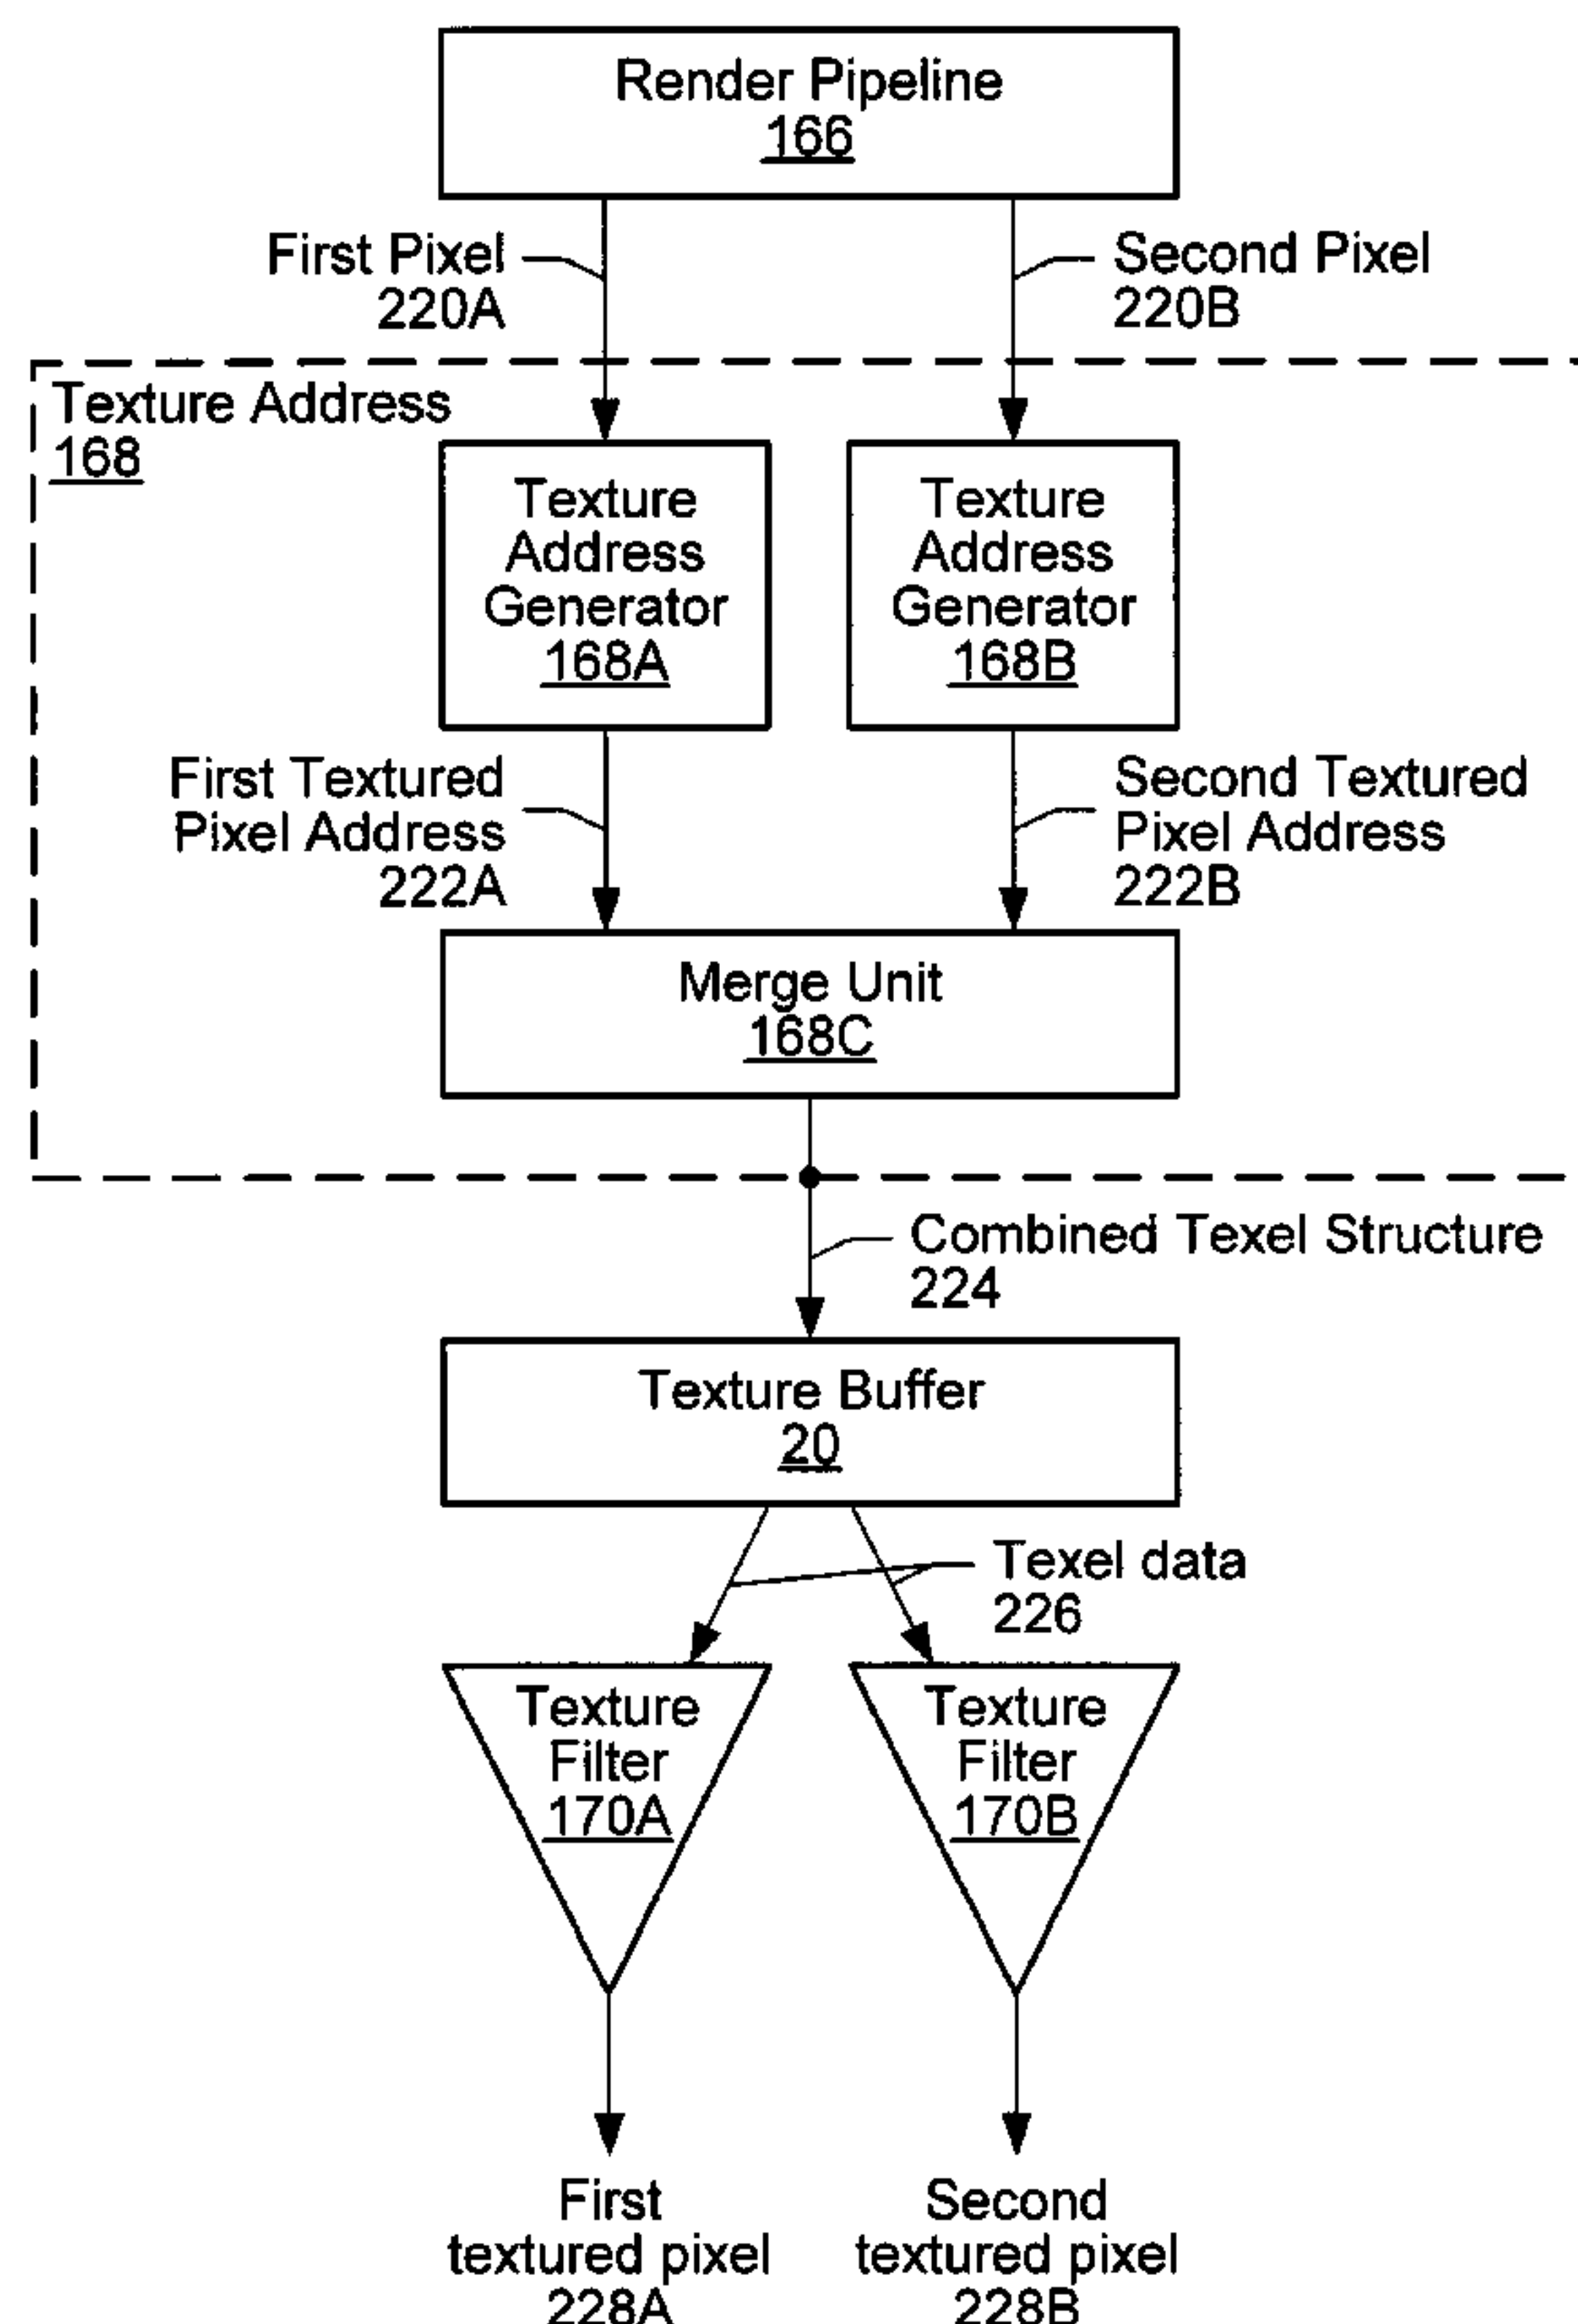 Render Pipeline
166
First Pixel
220A
Second Pixel
220B
Texture Address
168
Texture
Address
Generator
168A
Texture
Address
Generator
168B
First Textured
Pixel Address
222A
Second Textured
Pixel Address
222B
Merge Unit
168C
Combined Texel Structure
224
Texture Buffer
20
Texel data
226
Texture
Filter
170A
Texture
Filter
170B
First
textured pixel
228A
Second
textured pixel
228B